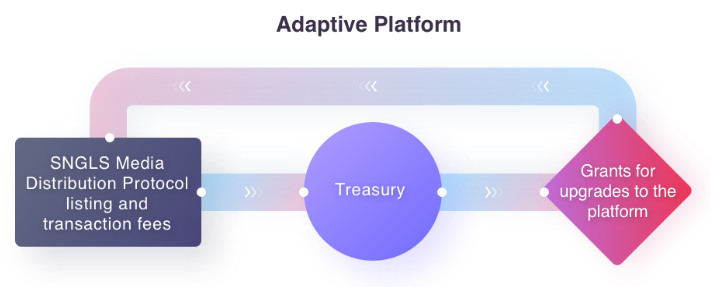 Adaptive Platform
SNGLS Media
Distribution Protocol
listing and
transaction fees
Treasury
Grants for
upgrades to the
platform